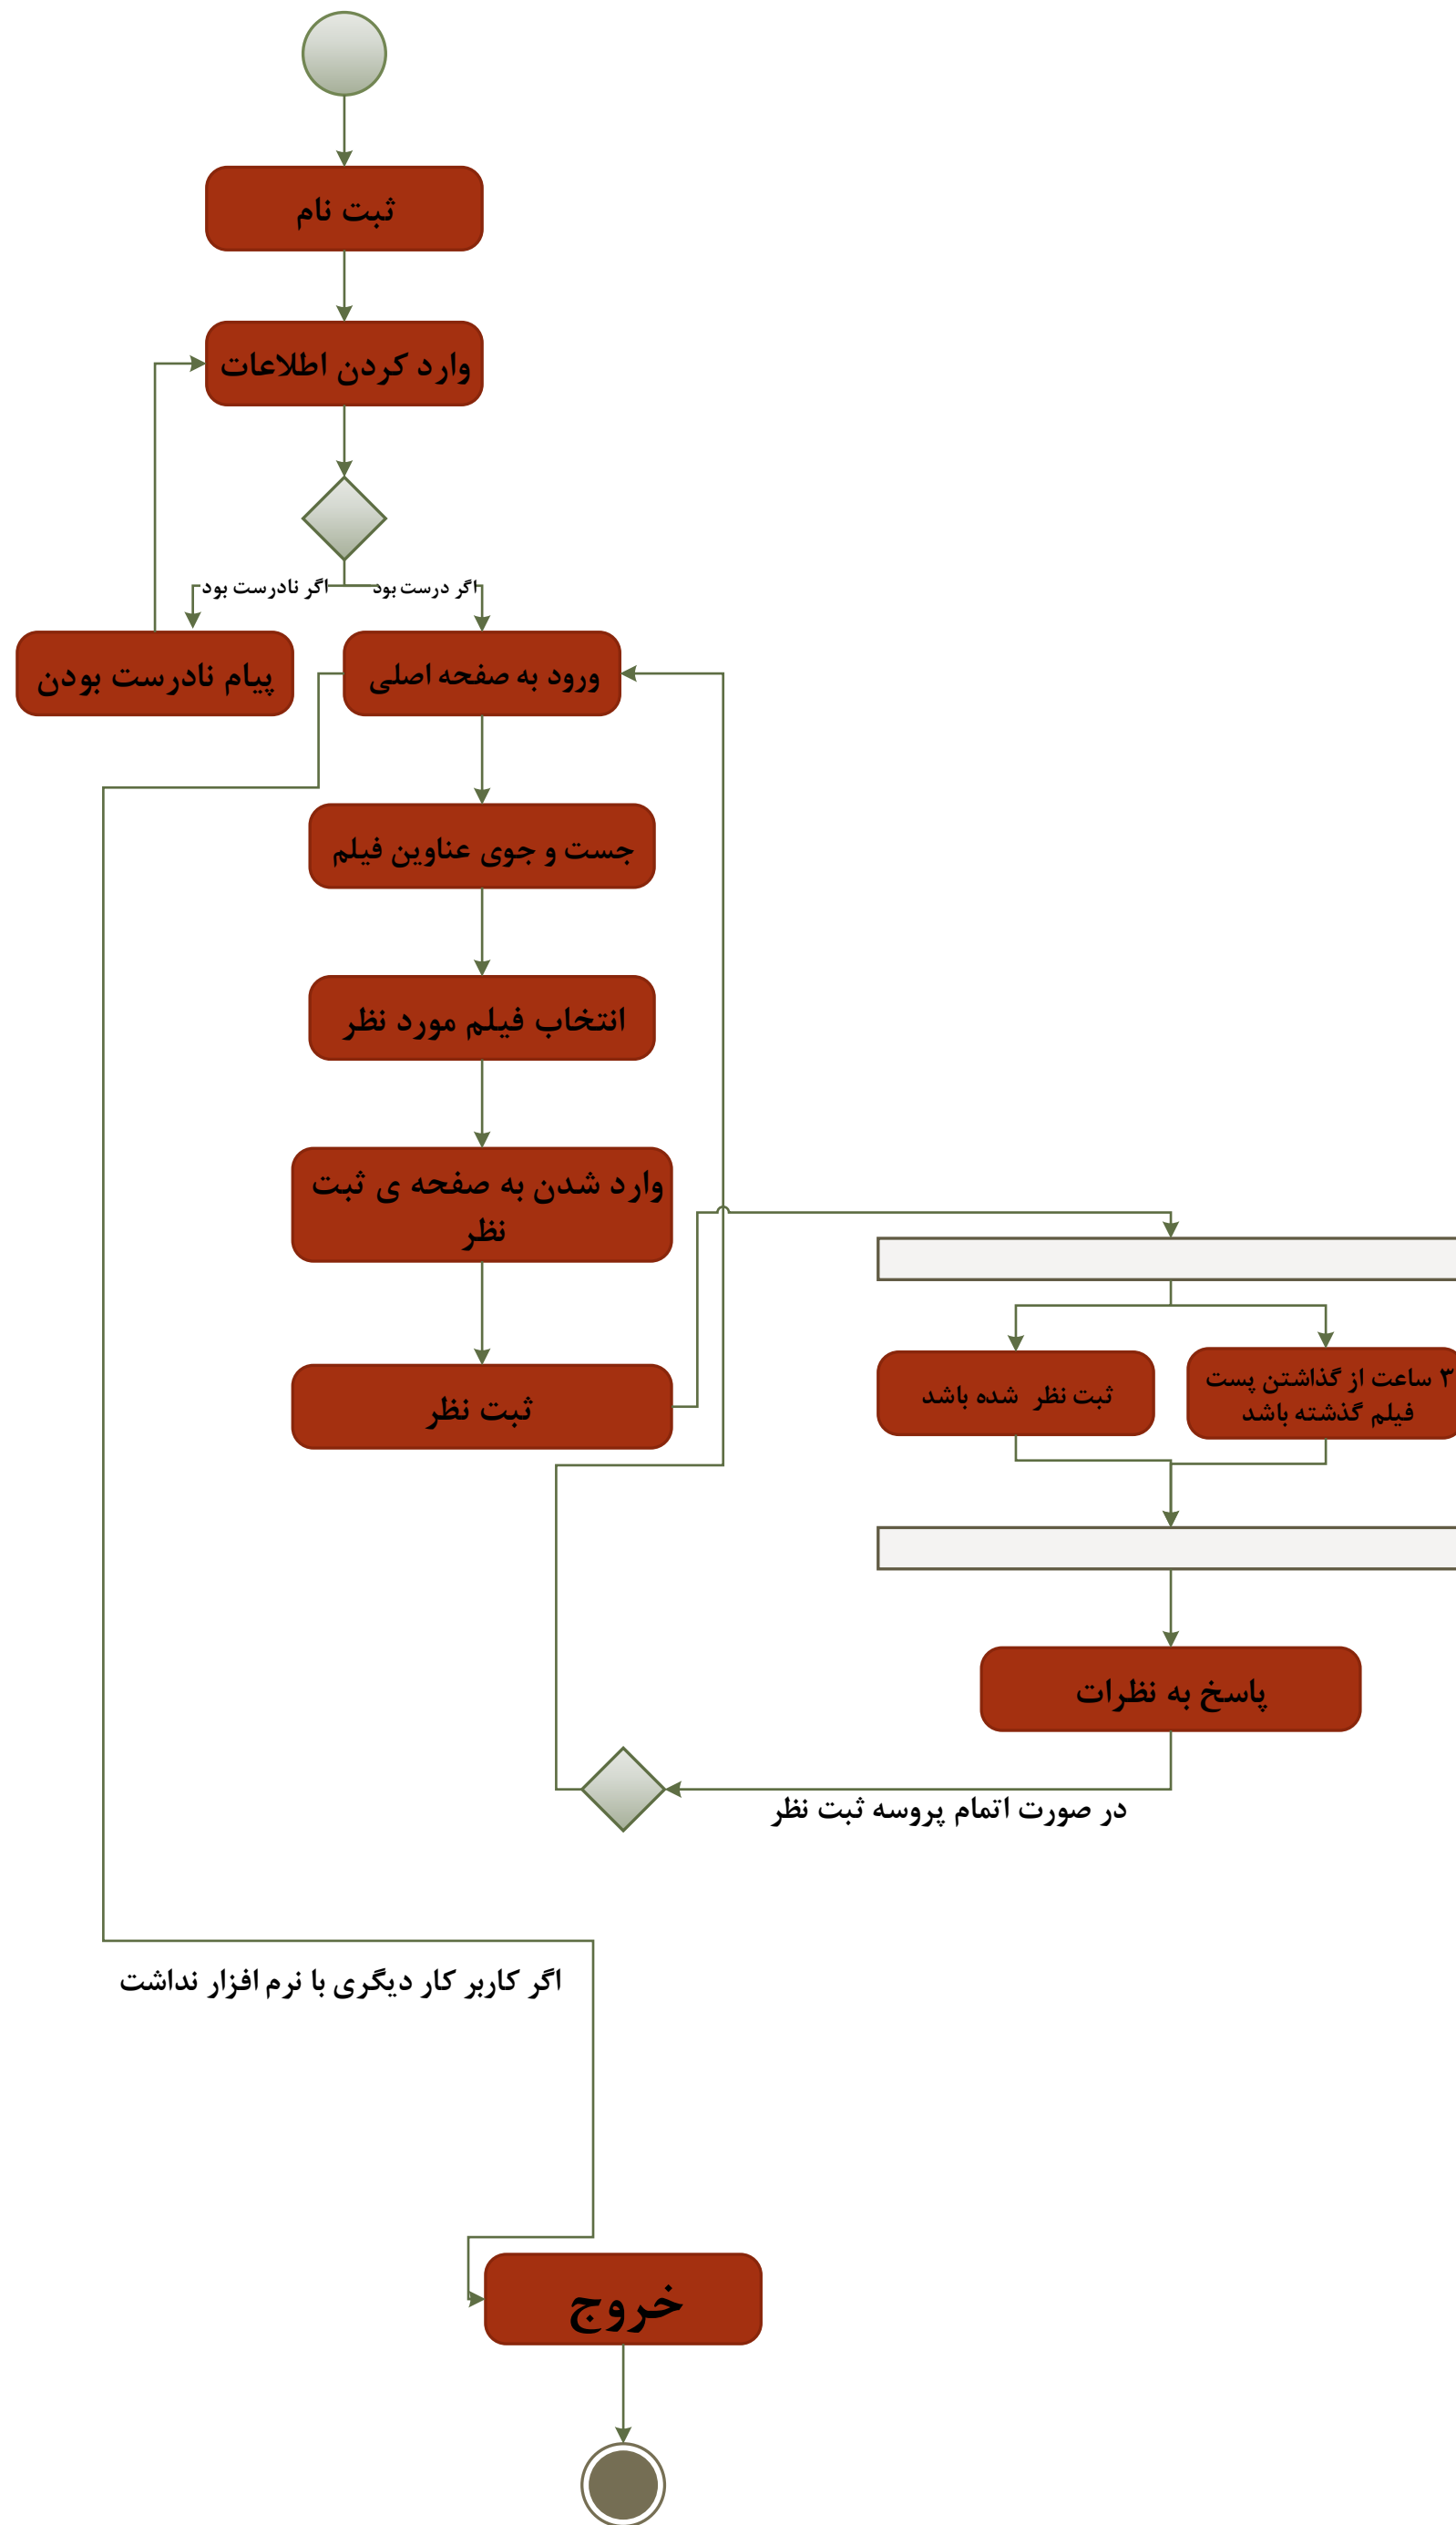 ثبت نام
وارد کردن اطلاعات
اگر درست بود
اگر نادرست بود
ورود به صفحه اصلی
پیام نادرست بودن
جست و جوی عناوین فیلم
انتخاب فیلم مورد نظر
وارد شدن به صفحه ی ثبت
نظر
ثبت نظر
۳ ساعت از گذاشتن پست
فیلم گذشته باشد
ثبت نظر شده باشد
پاسخ به نظرات
در صورت اتمام پروسه ثبت نظر
اگر کاربر کار دیگری با نرم افزار نداشت
خروج